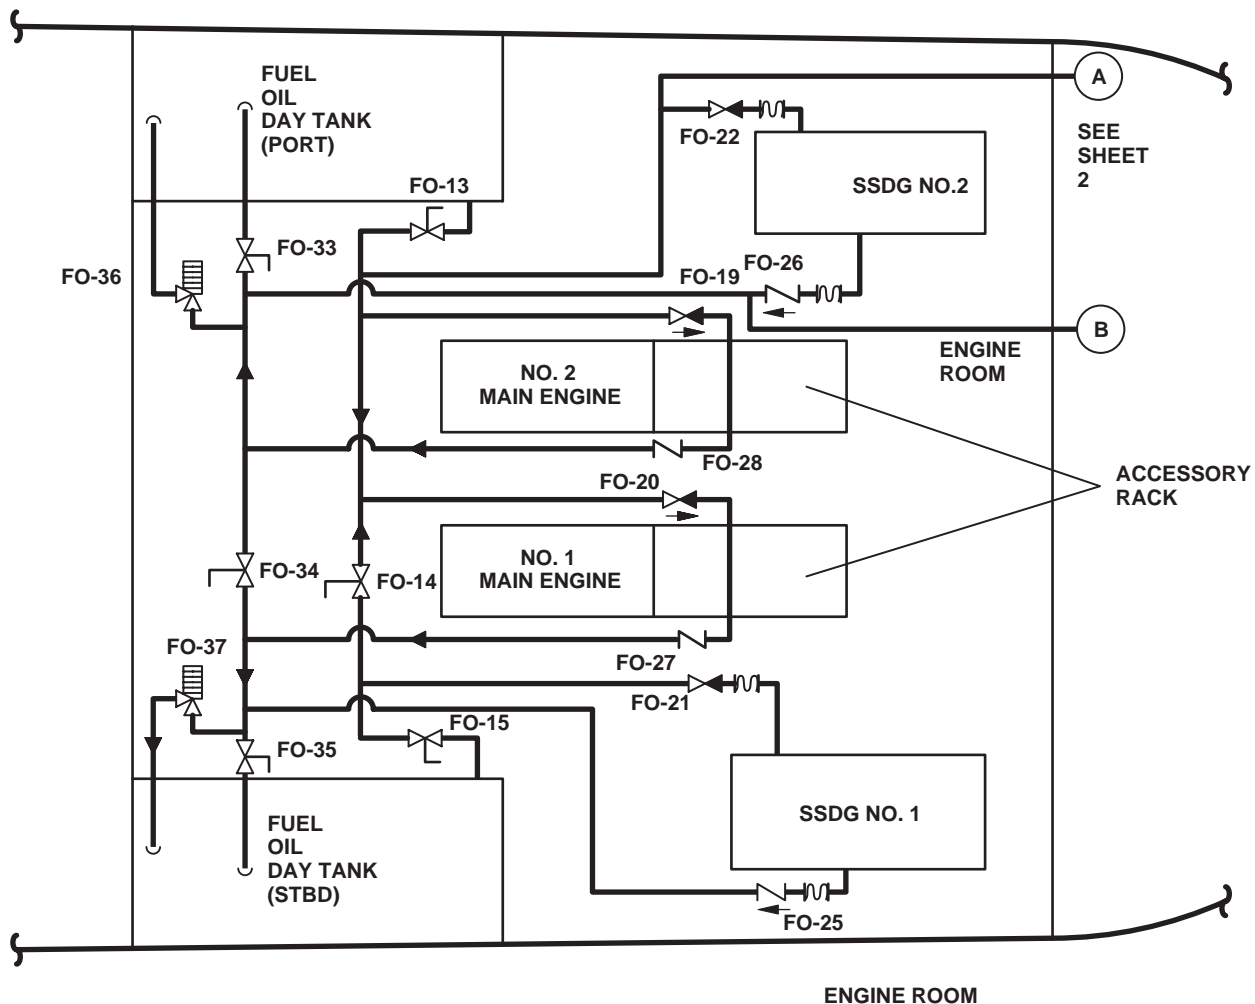 FUEL
OIL
DAY TANK
(PORT)
A
FO-22
SEE
SHEET
2
FO-13
SSDG NO.2
FO-33
FO-36
FO-19
FO-26
B
ENGINE
ROOM
NO. 2
MAIN ENGINE
FO-28
FO-20
ACCESSORY
RACK
NO. 1
MAIN ENGINE
FO-34
FO-14
FO-37
FO-27
FO-21
FO-15
FO-35
SSDG NO. 1
FUEL
OIL
DAY TANK
(STBD)
FO-25
ENGINE ROOM